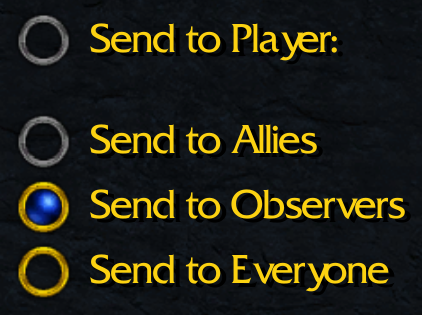 Send to Player:
Send to Allies
Send to Observers
Send to Everyone